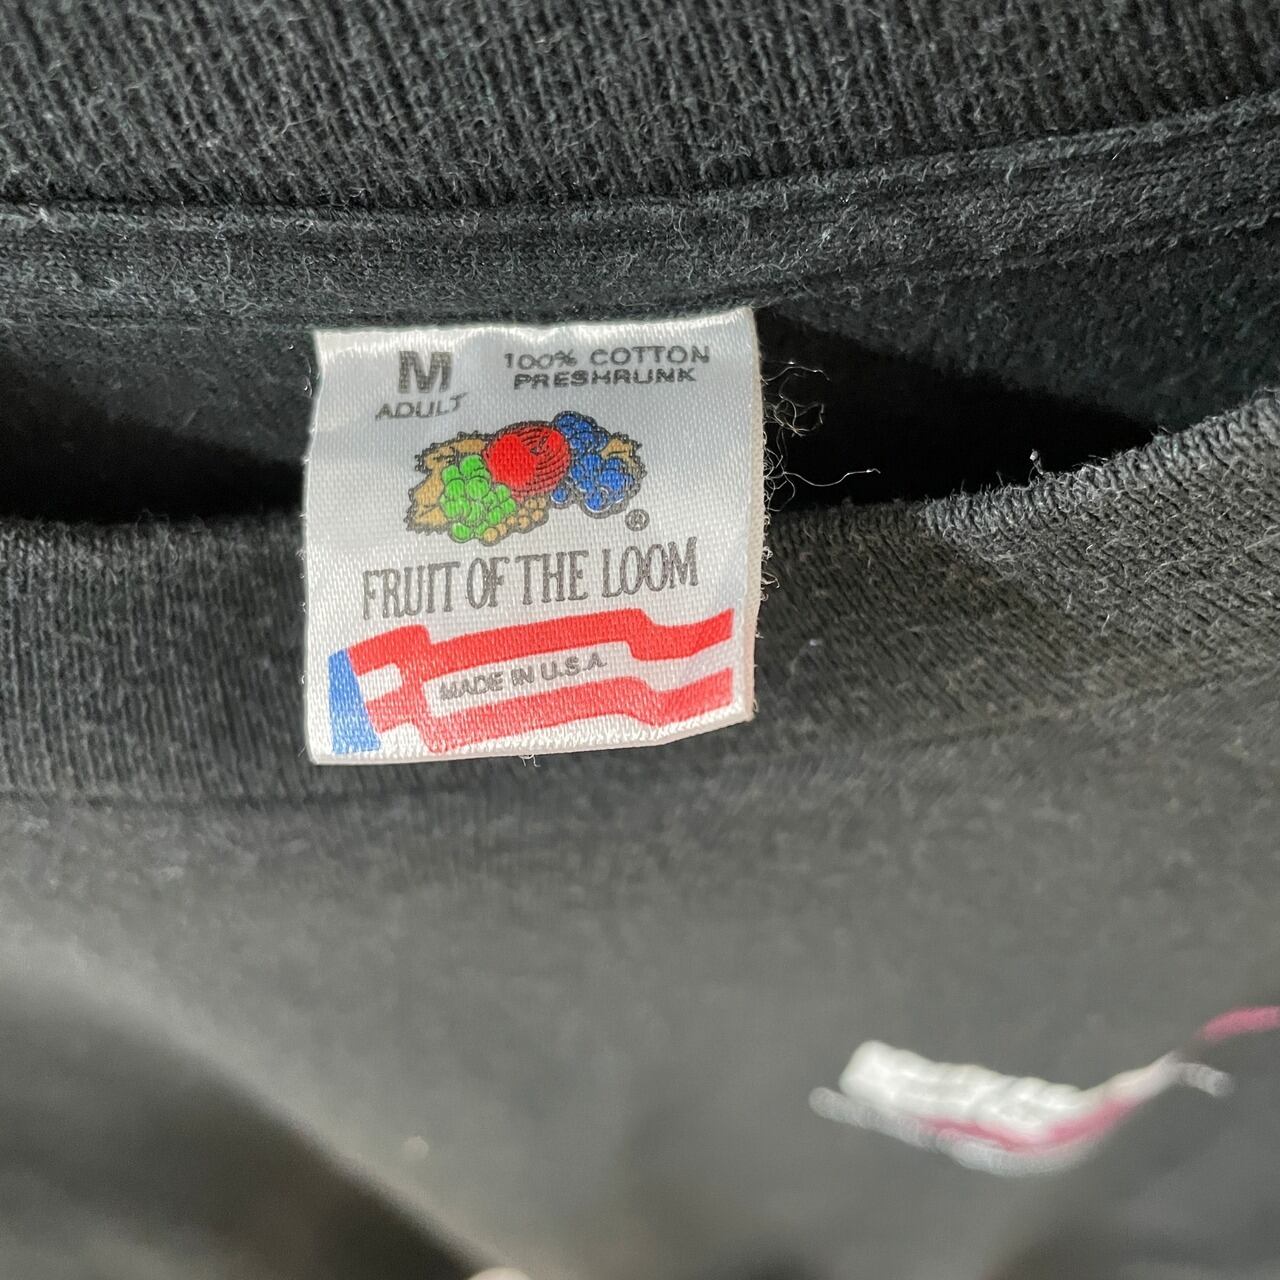 M
ADULT
100% COTTON
PRESHRUNK
®
FRUIT OF THE LOOM
MADE IN U.S.A.